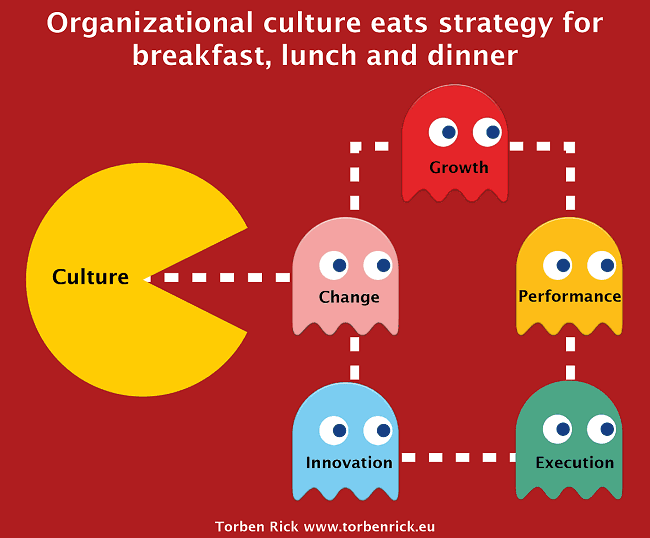 Organizational culture eats strategy for
breakfast, lunch and dinner
Growth
Culture
Change
Performance
Innovation
Execution
Torben Rick www.torbenrick.eu